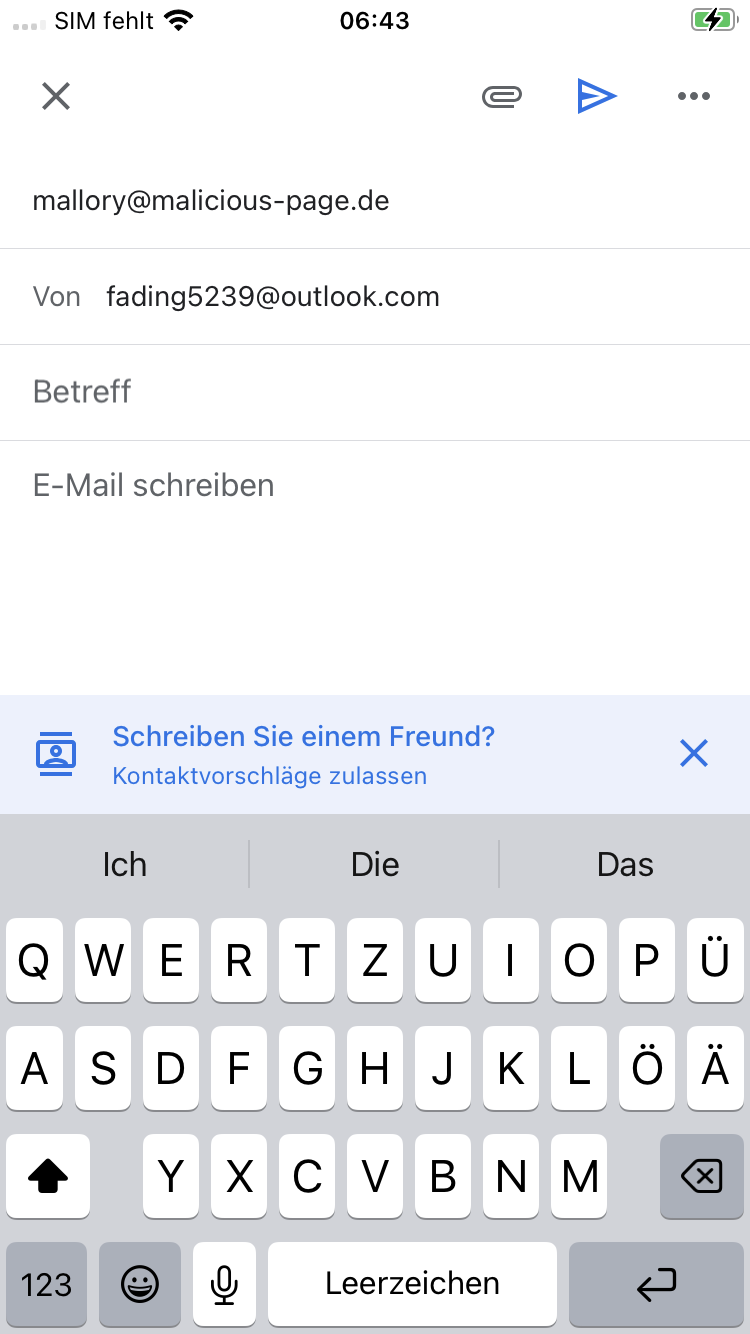 SIM fehlt 06:43
mallory@malicious-page.de
Von fading5239@outlook.com
Betreff
E-Mail schreiben
Schreiben Sie einem Freund?
Kontaktvorschläge zulassen
Ich Die Das
Q W E R T Z U I O P Ü
A S D F G H J K L Ö Ä
Y X C V B N M
123 Leerzeichen